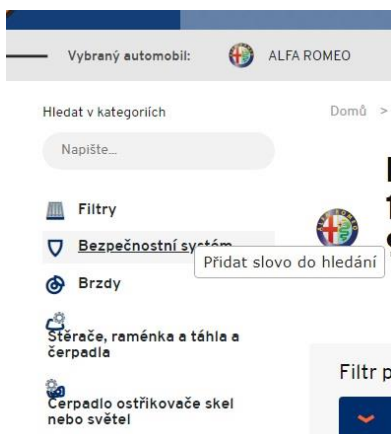 Vybraný automobil: ALFA ROMEO
Hledat v kategoriích
Domů >
Napište...
Filtry
Bezpečnostní systém
Přidat slovo do hledání
Brzdy
Stěrače, raménka a táhla a
čerpadla
Filtr p
Čerpadlo ostřikovače skel
nebo světel